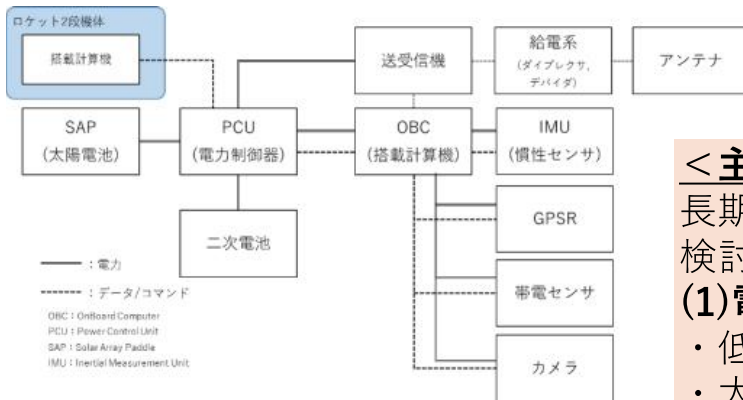 ロケット2段機体
搭載計算機
送受信機
給電系
(ダイプレクサ,
デバイダ)
アンテナ
SAP
(太陽電池)
PCU
(電力制御器)
OBC
(搭載計算機)
IMU
(慣性センサ)
二次電池
GPSR
帯電センサ
カメラ
:電力
:データ/コマンド
OBC : OnBoard Computer
PCU : Power Control Unit
SAP : Solar Array Paddle
IMU : Inertial Measurement Unit
<主
長期
検討
(1)
・低
・大